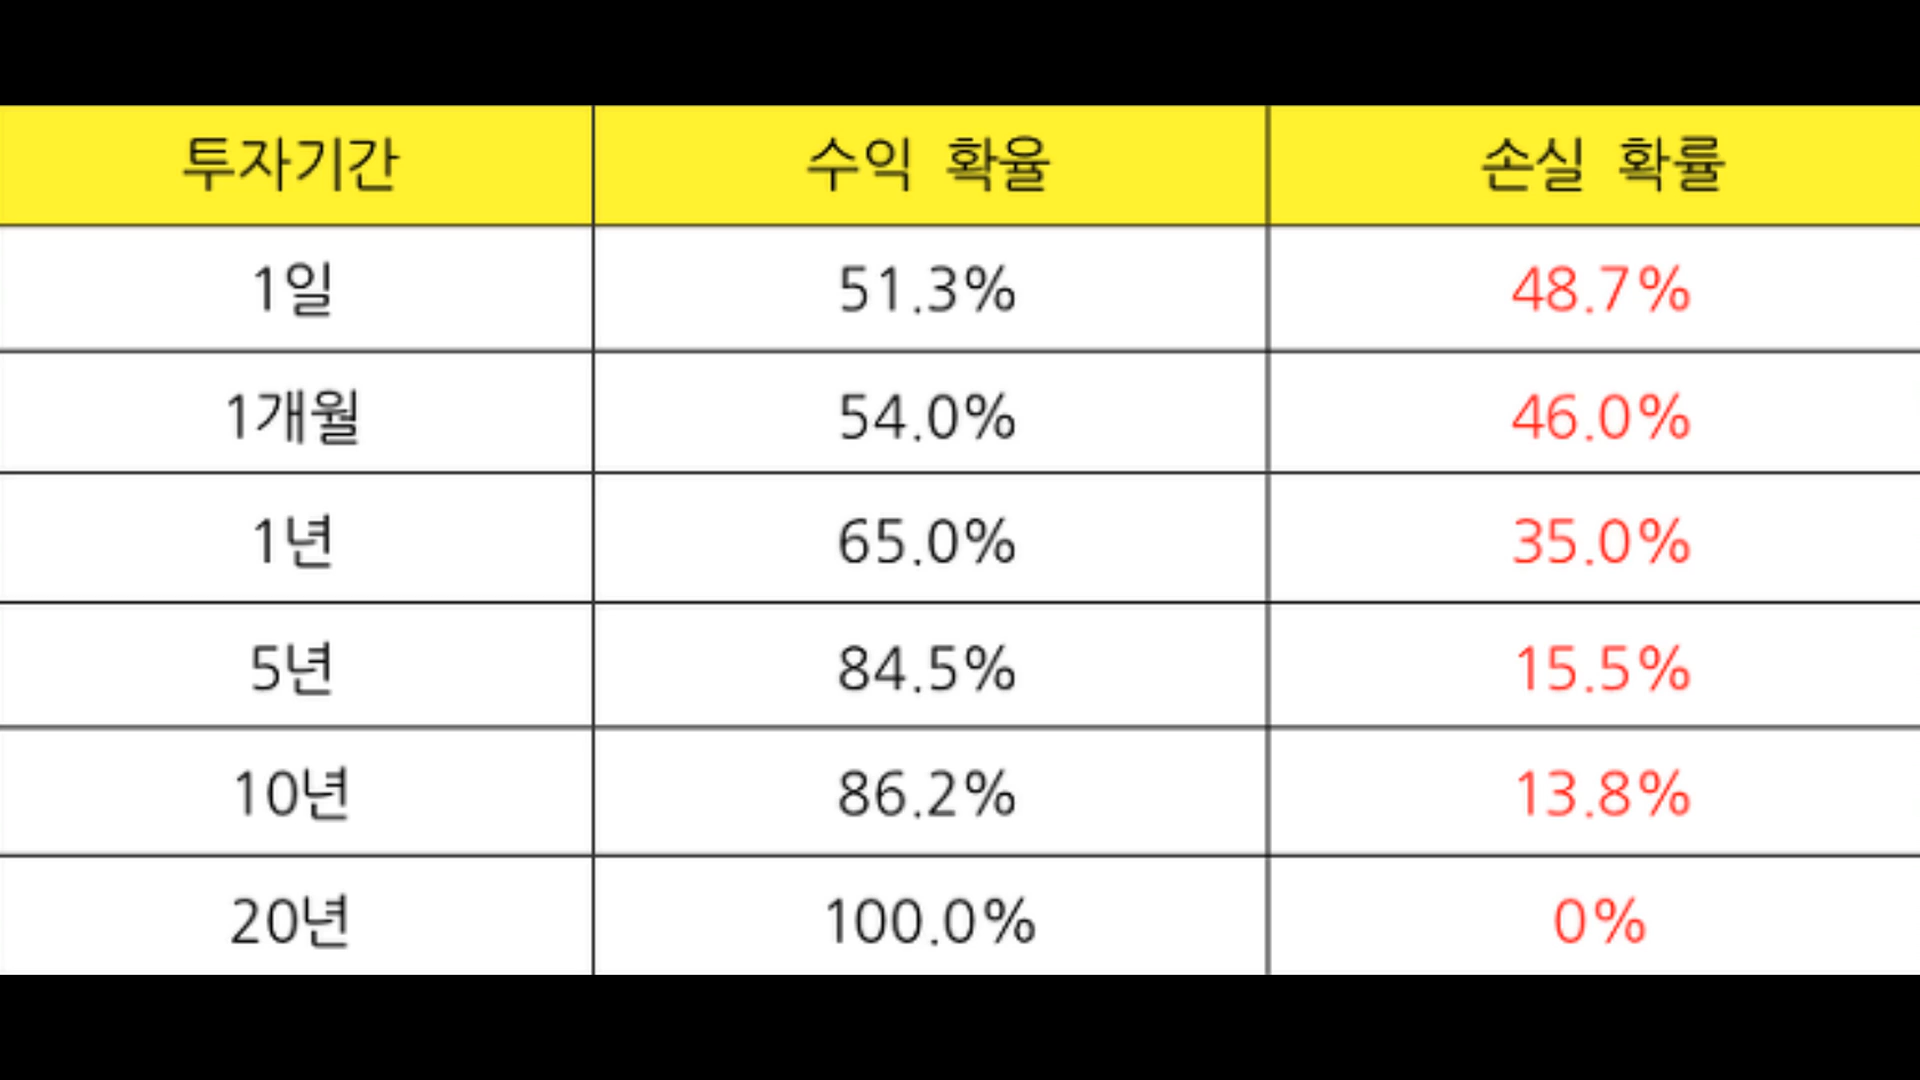 투자기간 수익 확율 손실 확률
1일 51.3% 48.7%
1개월 54.0% 46.0%
1년 65.0% 35.0%
5년 84.5% 15.5%
10년 86.2% 13.8%
20년 100.0% 0%